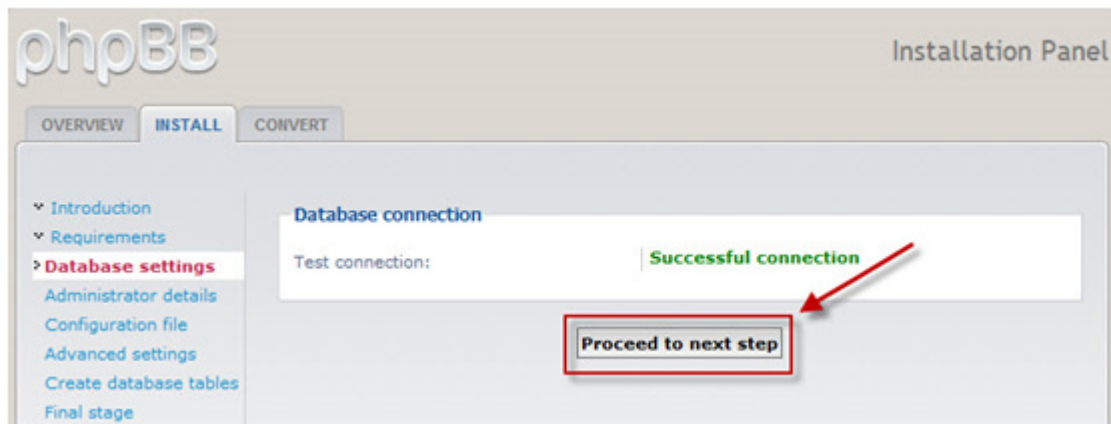 phpBB
Installation Panel
OVERVIEW INSTALL CONVERT
Introduction
Requirements
Database settings
Administrator details
Configuration file
Advanced settings
Create database tables
Final stage
Database connection
Test connection: Successful connection
Proceed to next step